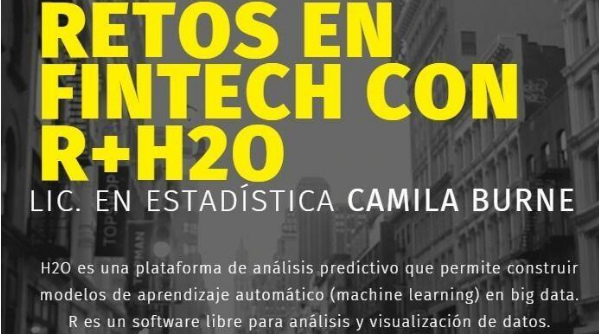 RETOS EN
FINTECH CON
R+H2O
LIC. EN ESTADÍSTICA CAMILA BURNE
H2O es una plataforma de análisis predictivo que permite construir
modelos de aprendizaje automático (machine learning) en big data.
R es un software libre para análisis y visualización de datos.